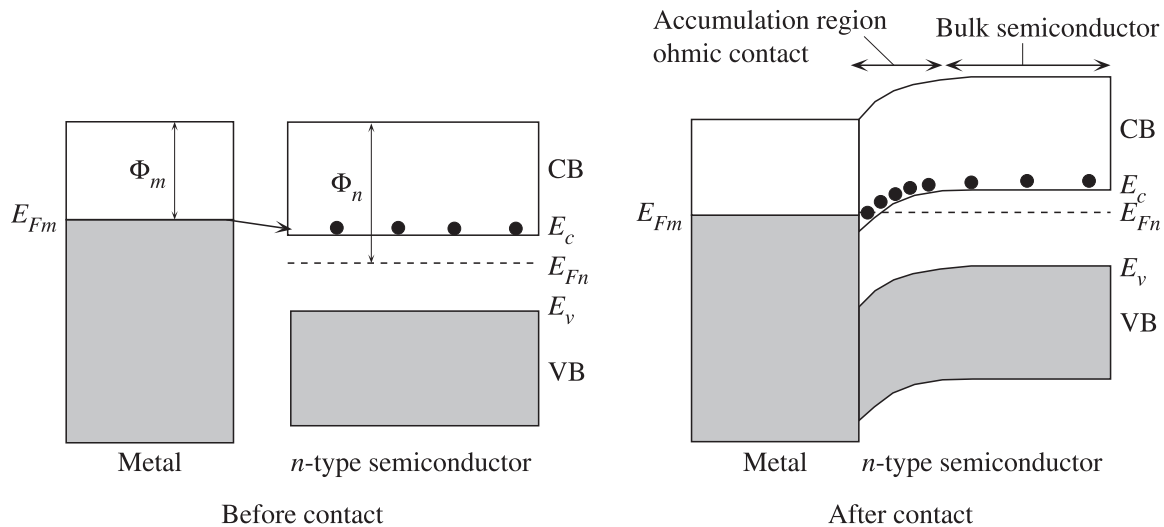 Accumulation region
ohmic contact
Bulk semiconductor
Φm
Φn
CB
EFm
Ec
EFn
Ev
VB
CB
EFm
Ec
EFn
Ev
VB
Metal
n-type semiconductor
Metal
n-type semiconductor
Before contact
After contact